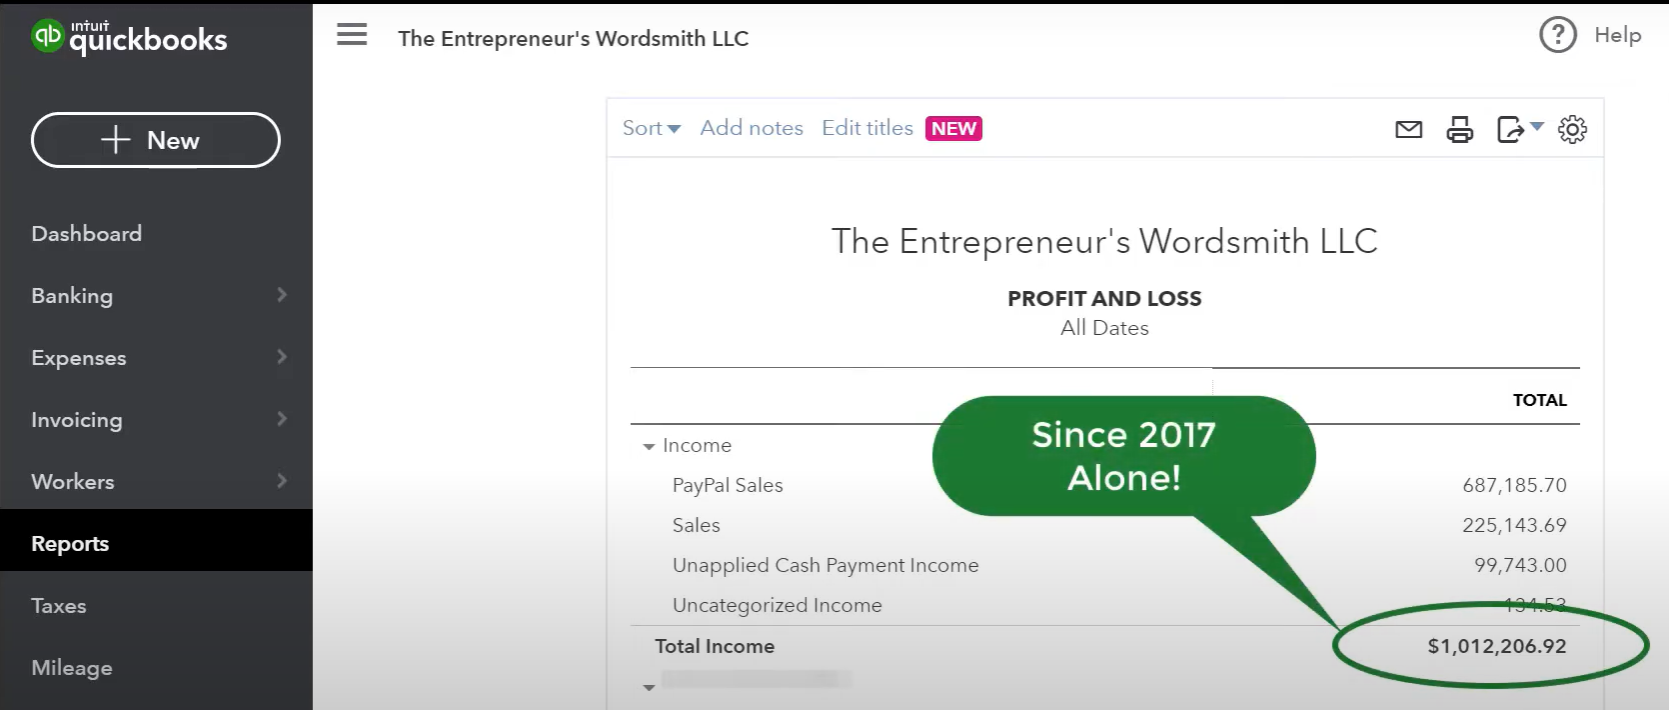 intuit
quickbooks
The Entrepreneur's Wordsmith LLC
? Help
+ New
Dashboard
Banking
Expenses
Invoicing
Workers
Reports
Taxes
Mileage
Sort Add notes Edit titles NEW
The Entrepreneur's Wordsmith LLC
PROFIT AND LOSS
All Dates
TOTAL
Since 2017
Alone!
Income
PayPal Sales 687,185.70
Sales 225,143.69
Unapplied Cash Payment Income 99,743.00
Uncategorized Income 134.53
Total Income $1,012,206.92